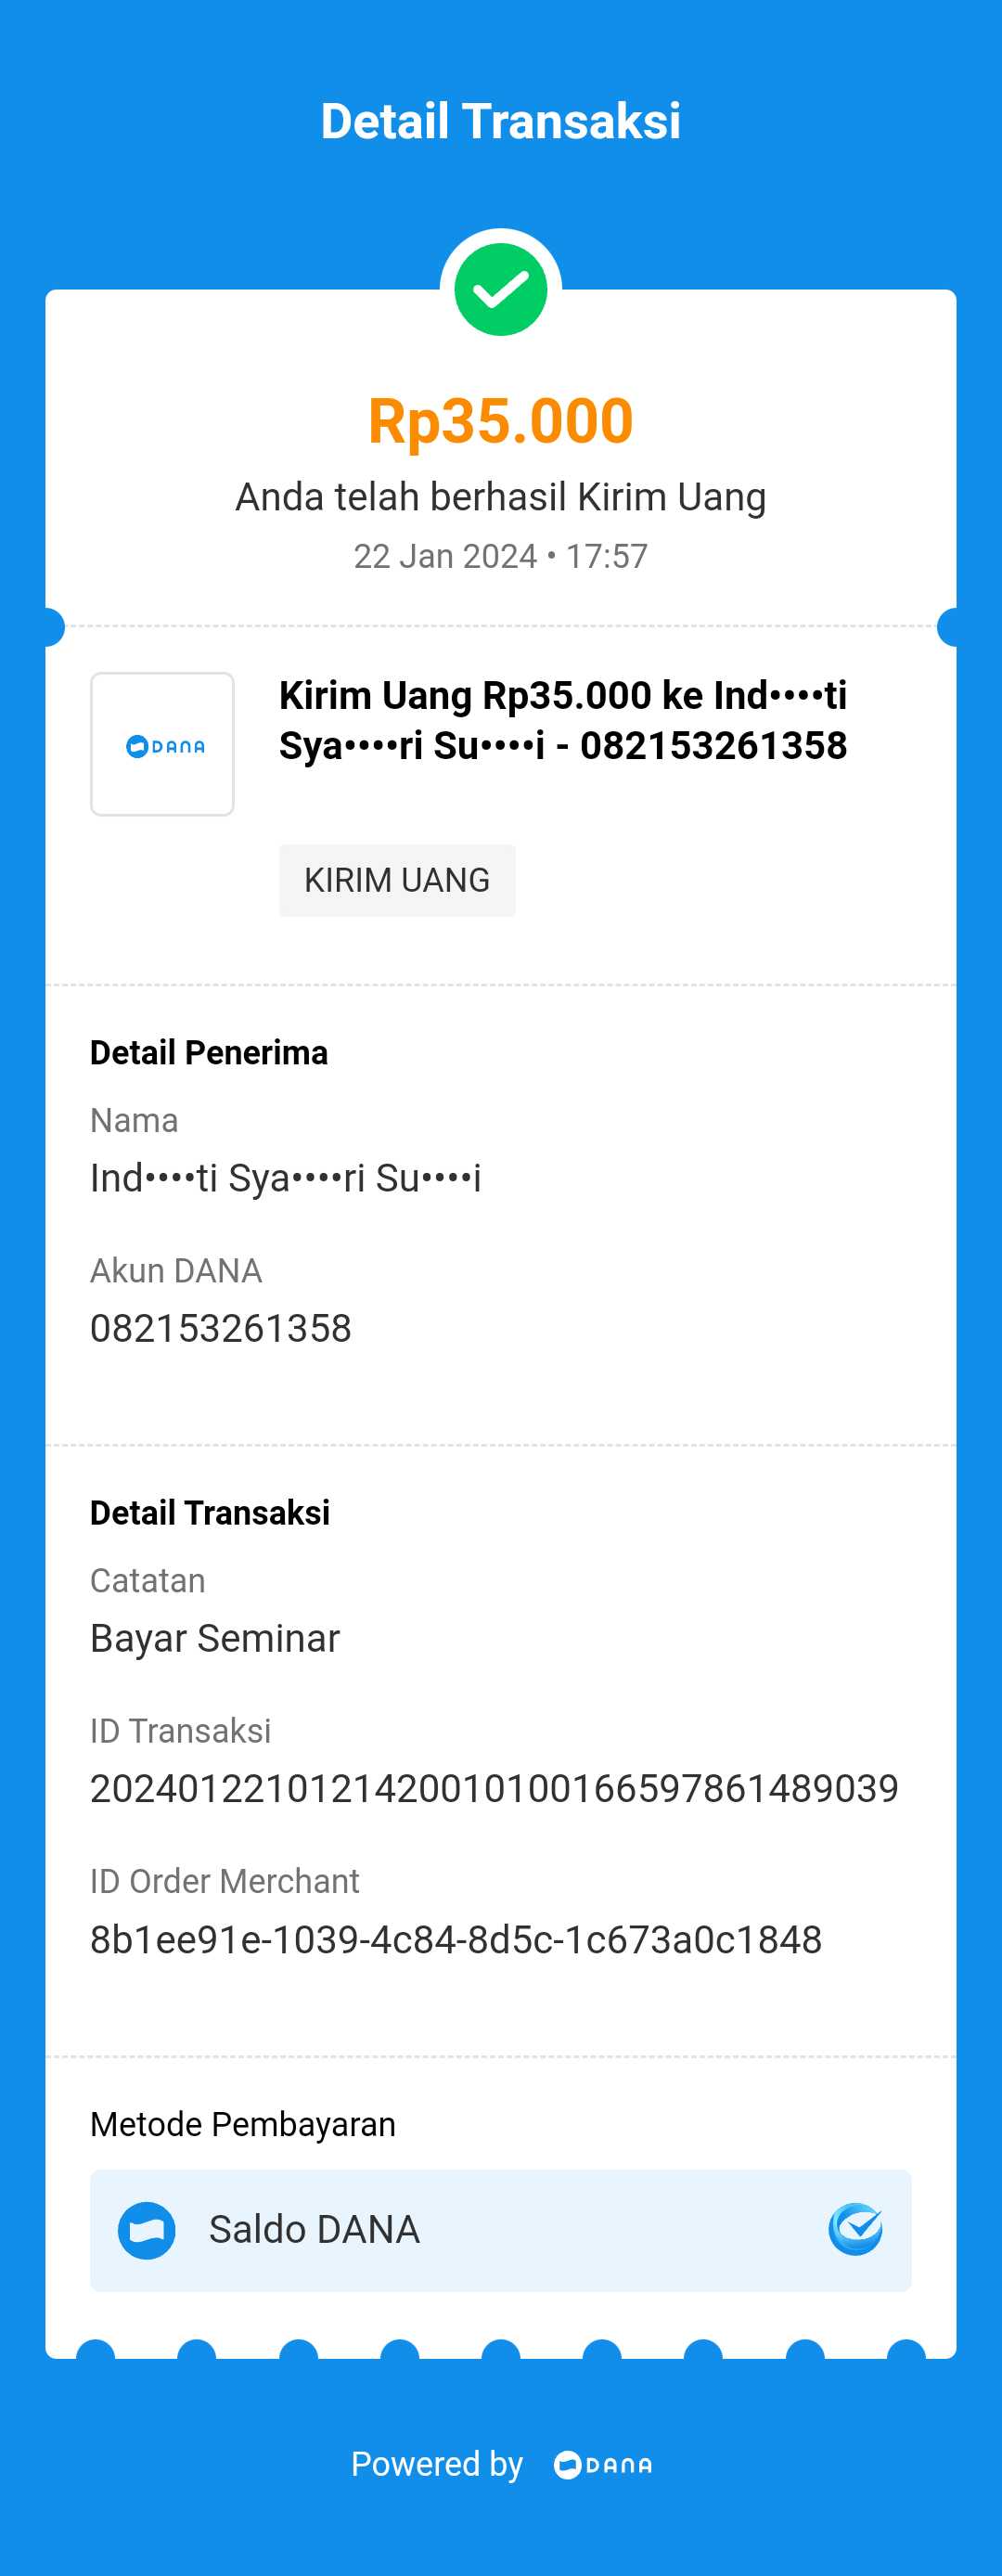 Detail Transaksi
Rp35.000
Anda telah berhasil Kirim Uang
22 Jan 2024 • 17:57
DANA
Kirim Uang Rp35.000 ke Ind••••ti
Sya••••ri Su••••i - 082153261358
KIRIM UANG
Detail Penerima
Nama
Ind••••ti Sya••••ri Su••••i
Akun DANA
082153261358
Detail Transaksi
Catatan
Bayar Seminar
ID Transaksi
2024012210121420010100166597861489039
ID Order Merchant
8b1ee91e-1039-4c84-8d5c-1c673a0c1848
Metode Pembayaran
Saldo DANA
Powered by DANA